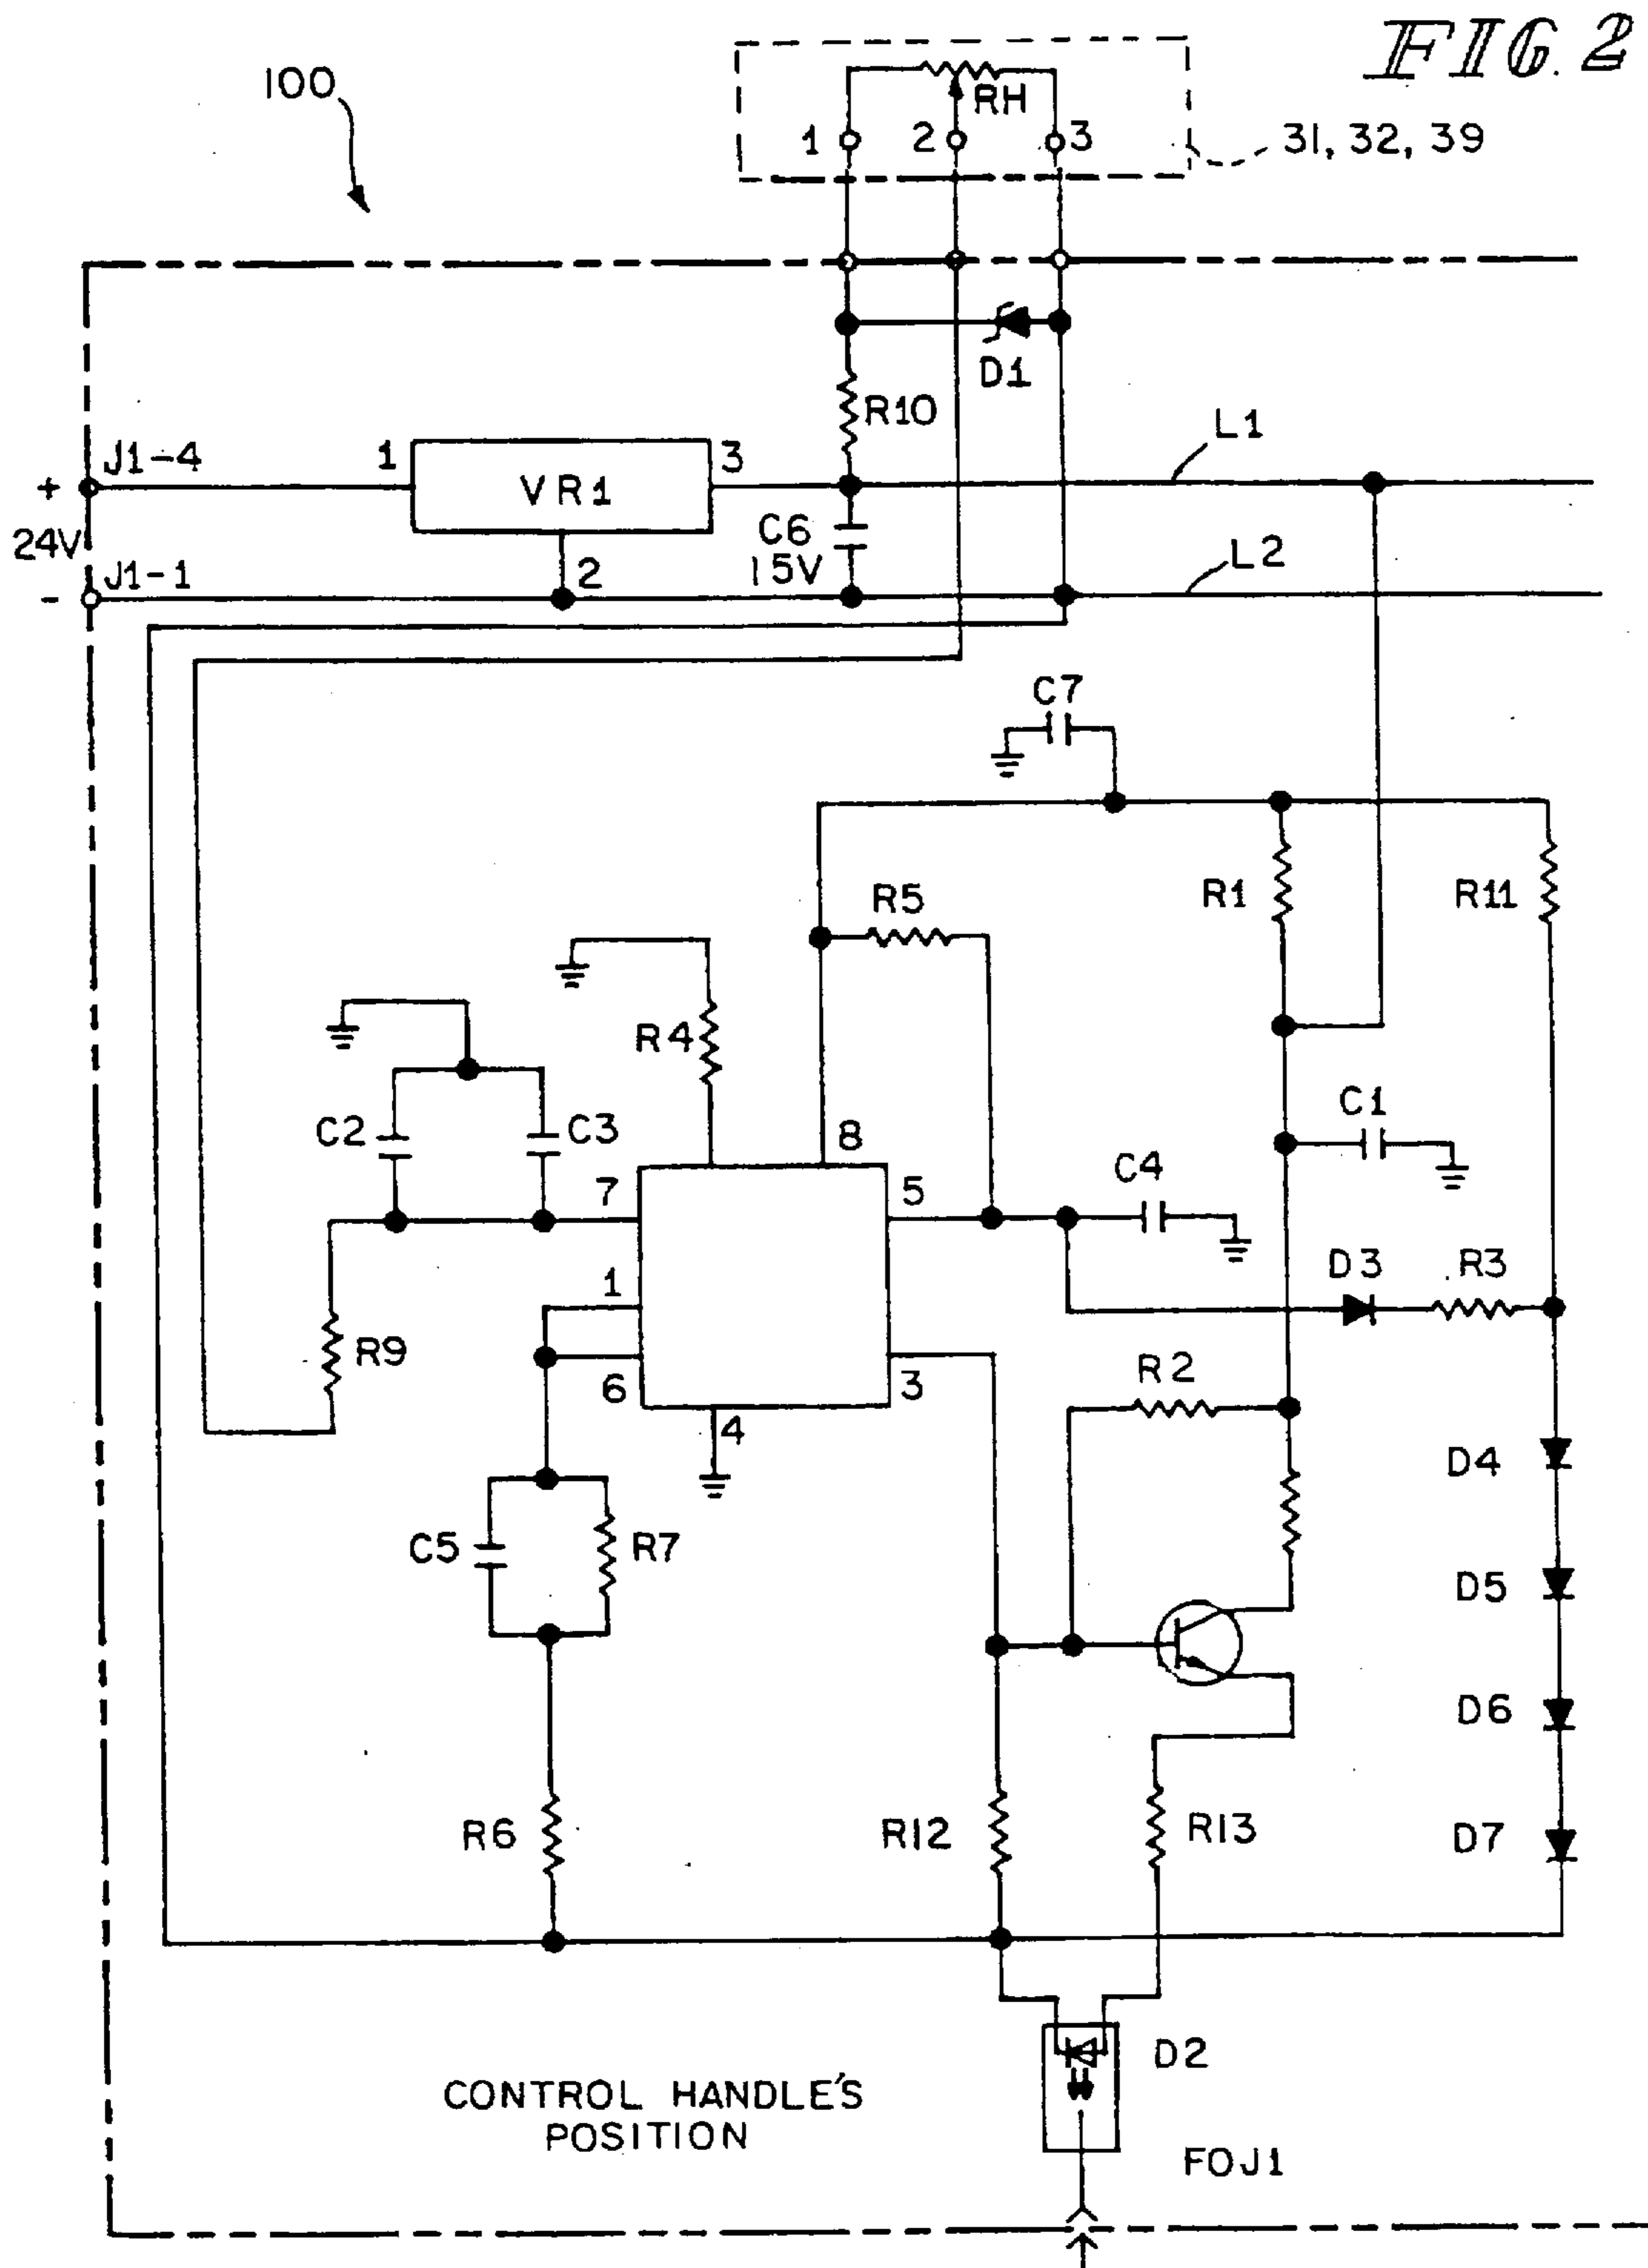 FIG. 2
100
RH
1 2 3
31, 32, 39
D1
R10
L1
J1-4
1
VR1
3
+
24V
C6
15V
L2
J1-1
2
-
C7
R1
R11
R5
R4
C2
C3
8
C1
7
5
C4
1
D3
R3
R9
6
3
R2
4
D4
C5
R7
D5
D6
R6
R12
R13
D7
D2
CONTROL HANDLE'S
POSITION
FOJ1